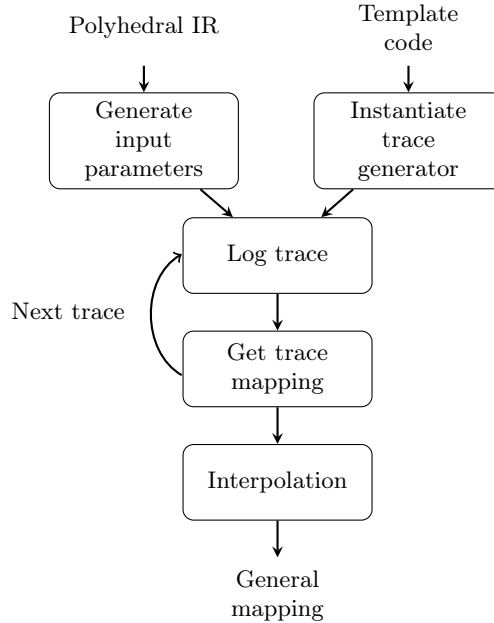 Polyhedral IR
Template
code
Generate
input
parameters
Instantiate
trace
generator
Log trace
Next trace
Get trace
mapping
Interpolation
General
mapping